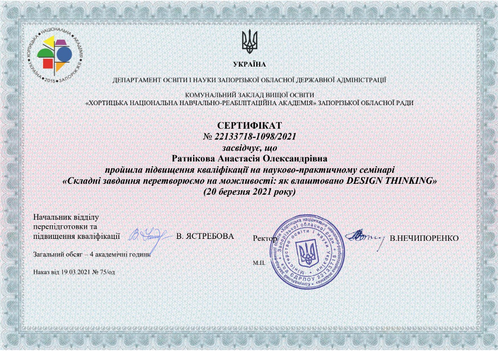 УКРАЇНА
ДЕПАРТАМЕНТ ОСВІТИ І НАУКИ ЗАПОРІЗЬКОЇ ОБЛАСНОЇ ДЕРЖАВНОЇ АДМІНІСТРАЦІЇ
КОМУНАЛЬНИЙ ЗАКЛАД ВИЩОЇ ОСВІТИ
«ХОРТИЦЬКА НАЦІОНАЛЬНА НАВЧАЛЬНО-РЕАБІЛІТАЦІЙНА АКАДЕМІЯ» ЗАПОРІЗЬКОЇ ОБЛАСНОЇ РАДИ
СЕРТИФІКАТ
№ 22133718-1098/2021
засвідчує, що
Ратнікова Анастасія Олександрівна
пройшла підвищення кваліфікації на науково-практичному семінарі
«Складні завдання перетворюємо на можливості: як влаштовано DESIGN THINKING»
(20 березня 2021 року)
Начальник відділу
перепідготовки та
підвищення кваліфікації В. ЯСТРЕБОВА
Ректор В.НЕЧИПОРЕНКО
Загальний обсяг – 4 академічні години
М.П.
Наказ від 19.03.2021 № 75/од